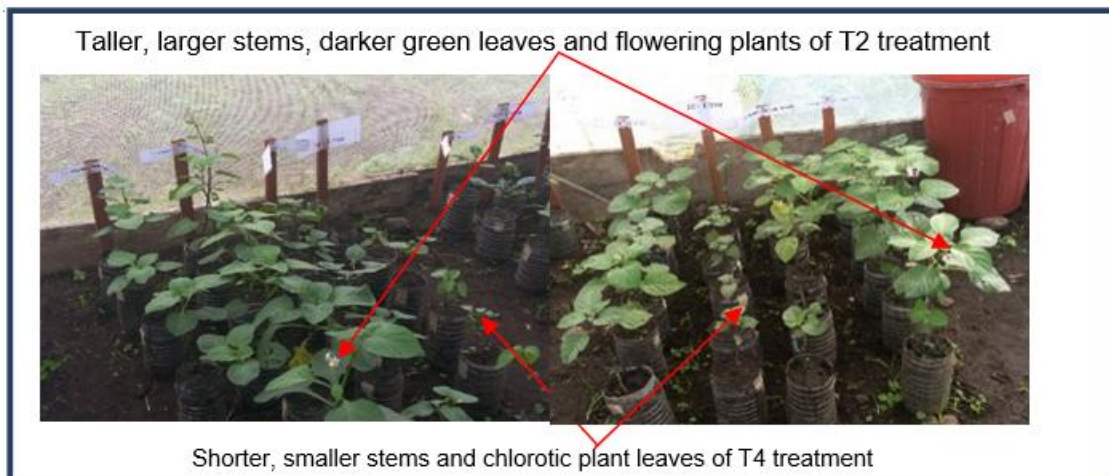 Taller, larger stems, darker green leaves and flowering plants of T2 treatment
Shorter, smaller stems and chlorotic plant leaves of T4 treatment